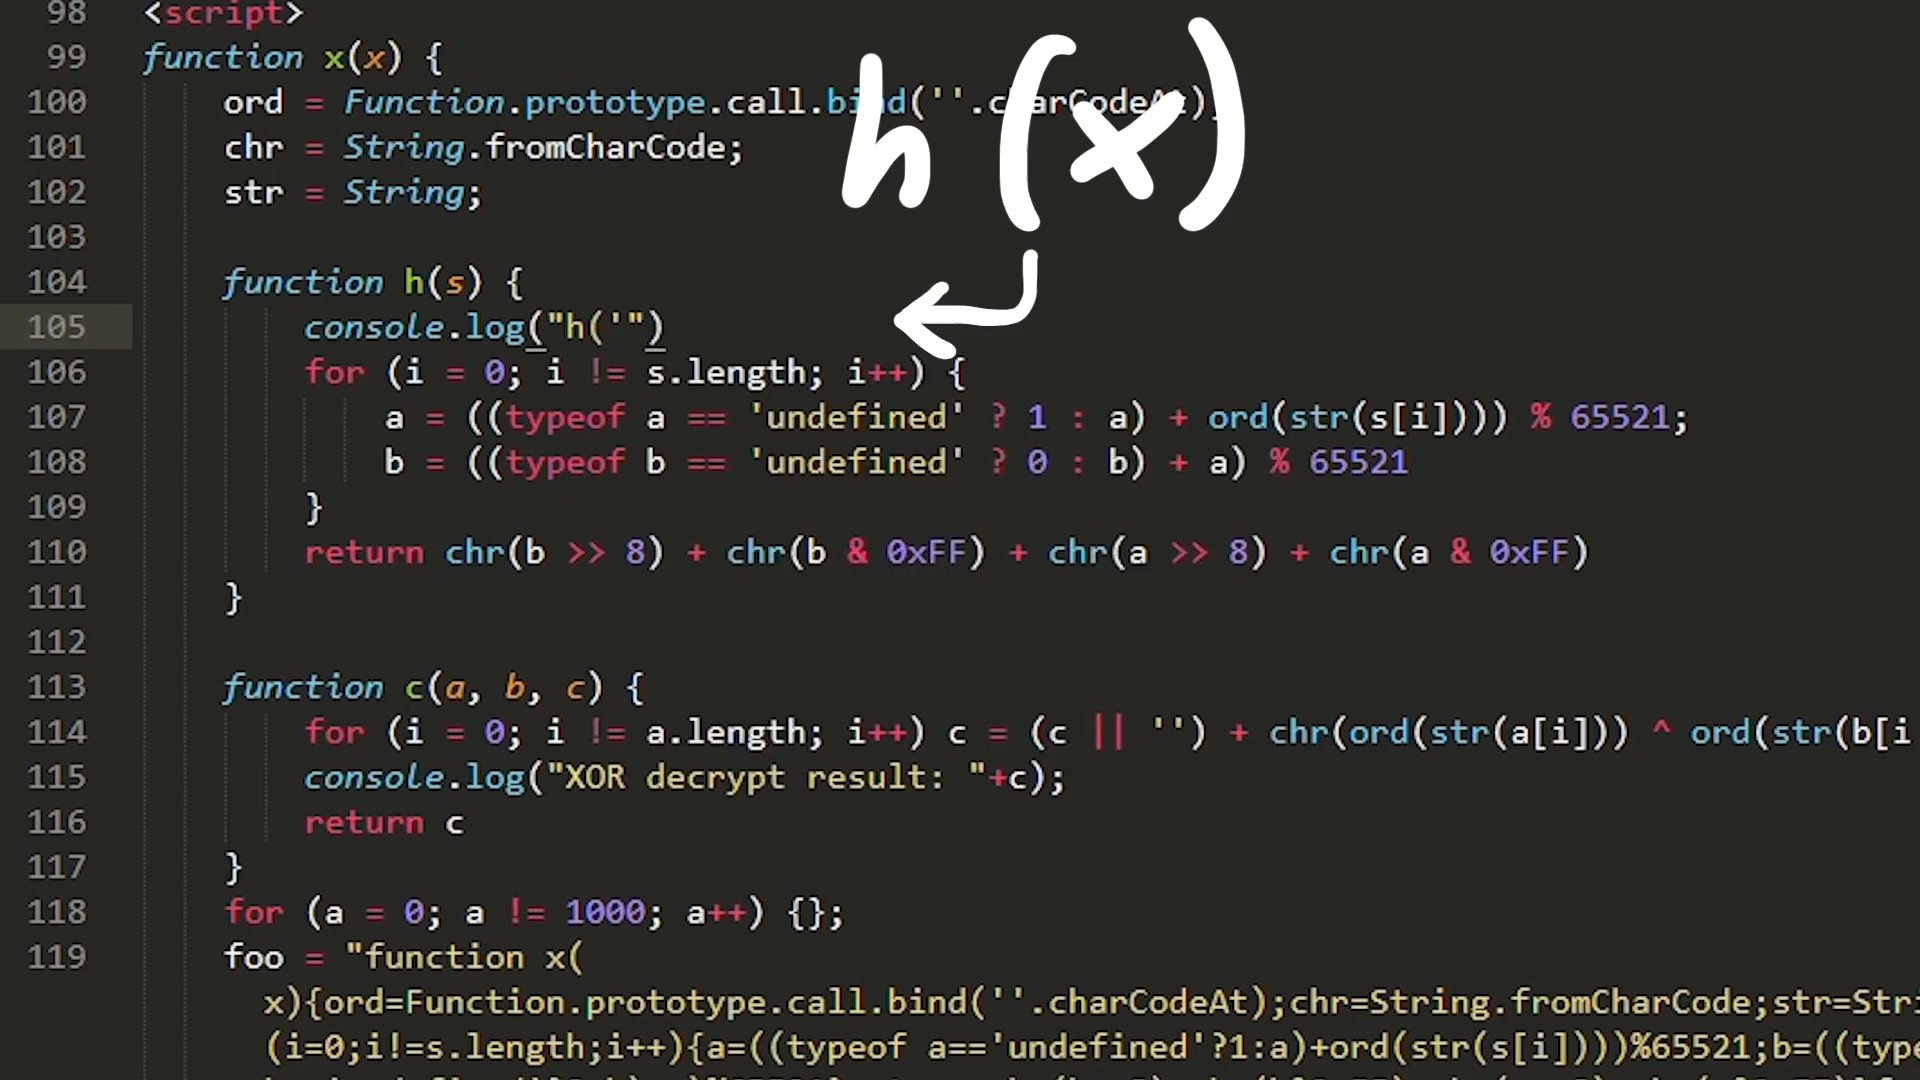 98 <script>
99 function x(x) {
100 ord = Function.prototype.call.bind(''.charCodeAt);
h(x)
101 chr = String.fromCharCode;
102 str = String;
103
104 function h(s) {
105 console.log("h('")
106 for (i = 0; i != s.length; i++) {
107 a = ((typeof a == 'undefined' ? 1 : a) + ord(str(s[i]))) % 65521;
108 b = ((typeof b == 'undefined' ? 0 : b) + a) % 65521
109 }
110 return chr(b >> 8) + chr(b & 0xFF) + chr(a >> 8) + chr(a & 0xFF)
111 }
112
113 function c(a, b, c) {
114 for (i = 0; i != a.length; i++) c = (c || '') + chr(ord(str(a[i])) ^ ord(str(b[i
115 console.log("XOR decrypt result: "+c);
116 return c
117 }
118 for (a = 0; a != 1000; a++) {};
119 foo = "function x(
x){ord=Function.prototype.call.bind(''.charCodeAt);chr=String.fromCharCode;str=Stri
(i=0;i!=s.length;i++){a=((typeof a=='undefined'?1:a)+ord(str(s[i])))%65521;b=((type